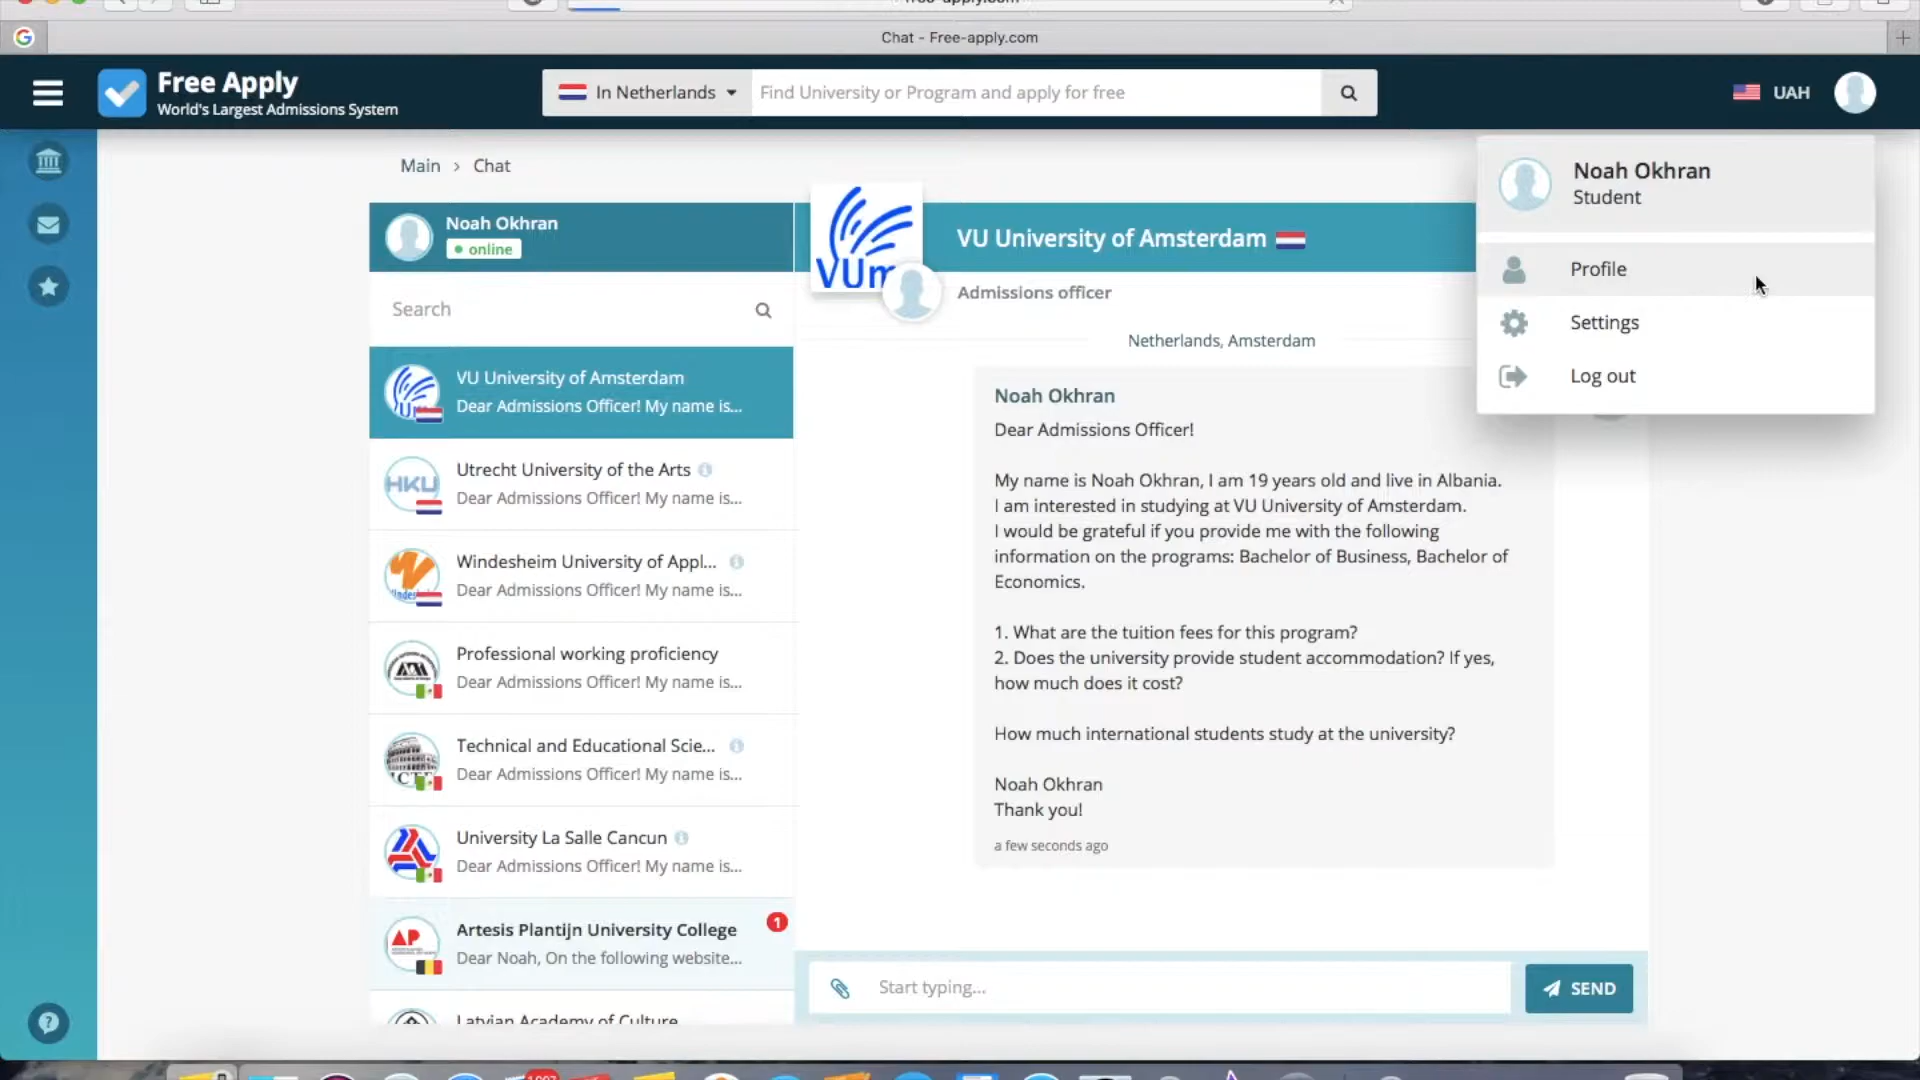 Chat - Free-apply.com
Free Apply
World's Largest Admissions System
In Netherlands
Find University or Program and apply for free
UAH
Main > Chat
Noah Okhran
online
Search
VU University of Amsterdam
Dear Admissions Officer! My name is...
Utrecht University of the Arts
Dear Admissions Officer! My name is...
Windesheim University of Appl...
Dear Admissions Officer! My name is...
Professional working proficiency
Dear Admissions Officer! My name is...
Technical and Educational Scie...
Dear Admissions Officer! My name is...
University La Salle Cancun
Dear Admissions Officer! My name is...
Artesis Plantijn University College
1
Dear Noah, On the following website...
Latvian Academy of Culture
HKU
AP
VU University of Amsterdam
Admissions officer
Netherlands, Amsterdam
Noah Okhran
Dear Admissions Officer!
My name is Noah Okhran, I am 19 years old and live in Albania.
I am interested in studying at VU University of Amsterdam.
I would be grateful if you provide me with the following
information on the programs: Bachelor of Business, Bachelor of
Economics.
1. What are the tuition fees for this program?
2. Does the university provide student accommodation? If yes,
how much does it cost?
How much international students study at the university?
Noah Okhran
Thank you!
a few seconds ago
Start typing...
SEND
Noah Okhran
Student
Profile
Settings
Log out